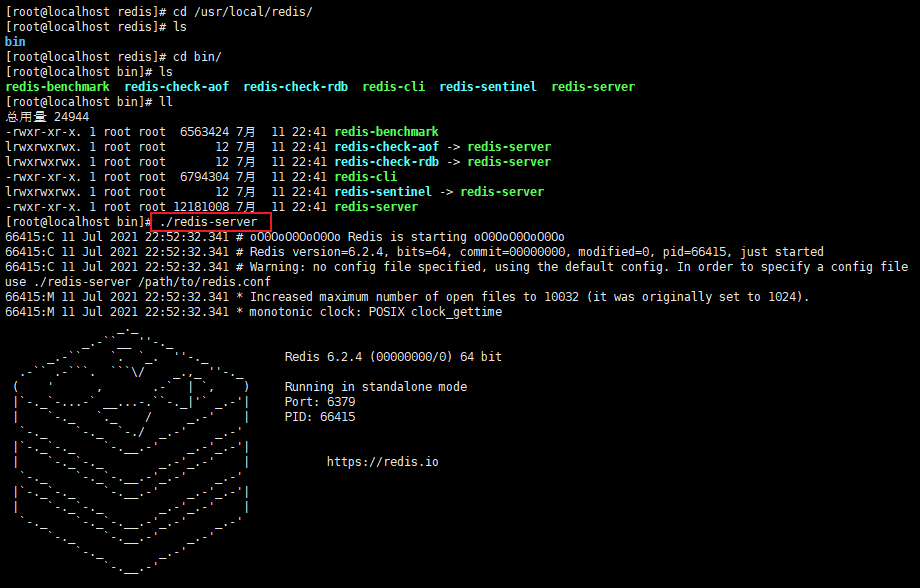 [root@localhost redis]# cd /usr/local/redis/
[root@localhost redis]# ls
bin
[root@localhost redis]# cd bin/
[root@localhost bin]# ls
redis-benchmark  redis-check-aof  redis-check-rdb  redis-cli  redis-sentinel  redis-server
[root@localhost bin]# ll
总用量 24944
-rwxr-xr-x. 1 root root  6563424 7月  11 22:41 redis-benchmark
lrwxrwxrwx. 1 root root       12 7月  11 22:41 redis-check-aof -> redis-server
lrwxrwxrwx. 1 root root       12 7月  11 22:41 redis-check-rdb -> redis-server
-rwxr-xr-x. 1 root root  6794304 7月  11 22:41 redis-cli
lrwxrwxrwx. 1 root root       12 7月  11 22:41 redis-sentinel -> redis-server
-rwxr-xr-x. 1 root root 12181008 7月  11 22:41 redis-server
[root@localhost bin]# ./redis-server
66415:C 11 Jul 2021 22:52:32.341 # oO0OoO0OoO0Oo Redis is starting oO0OoO0OoO0Oo
66415:C 11 Jul 2021 22:52:32.341 # Redis version=6.2.4, bits=64, commit=00000000, modified=0, pid=66415, just started
66415:C 11 Jul 2021 22:52:32.341 # Warning: no config file specified, using the default config. In order to specify a config file
use ./redis-server /path/to/redis.conf
66415:M 11 Jul 2021 22:52:32.341 * Increased maximum number of open files to 10032 (it was originally set to 1024).
66415:M 11 Jul 2021 22:52:32.341 * monotonic clock: POSIX clock_gettime
Redis 6.2.4 (00000000/0) 64 bit
Running in standalone mode
Port: 6379
PID: 66415
https://redis.io